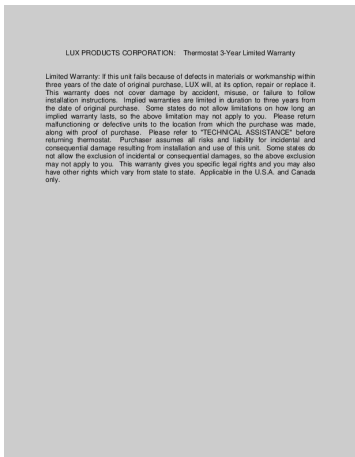 LUX PRODUCTS CORPORATION: Thermostat 3-Year Limited Warranty
Limited Warranty: If this unit fails because of defects in materials or workmanship within
three years of the date of original purchase, LUX will, at its option, repair or replace it.
This warranty does not cover damage by accident, misuse, or failure to follow
installation instructions. Implied warranties are limited in duration to three years from
the date of original purchase. Some states do not allow limitations on how long an
implied warranty lasts, so the above limitation may not apply to you. Please return
malfunctioning or defective units to the location from which the purchase was made,
along with proof of purchase. Please refer to "TECHNICAL ASSISTANCE" before
returning thermostat. Purchaser assumes all risks and liability for incidental and
consequential damage resulting from installation and use of this unit. Some states do
not allow the exclusion of incidental or consequential damages, so the above exclusion
may not apply to you. This warranty gives you specific legal rights and you may also
have other rights which vary from state to state. Applicable in the U.S.A. and Canada
only.